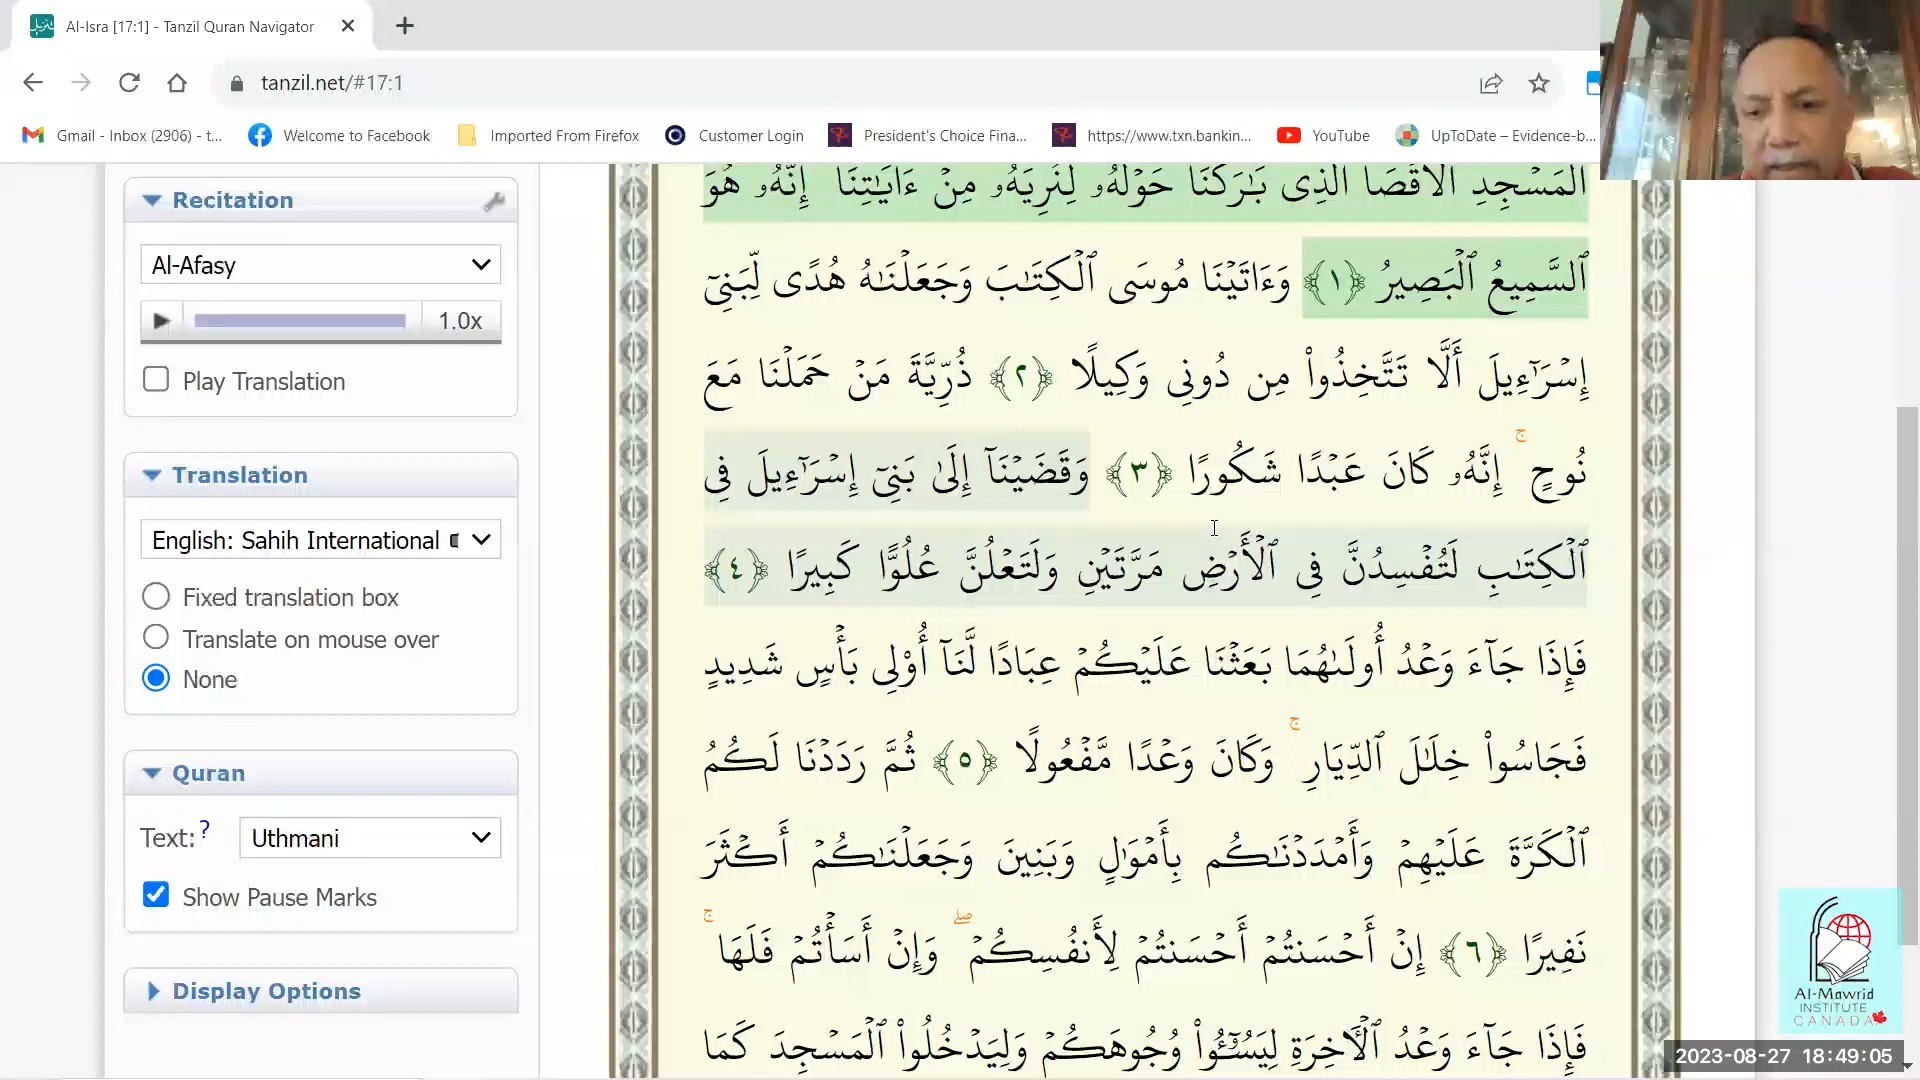 Al-Isra [17:1] - Tanzil Quran Navigator
tanzil.net/#17:1
Gmail - Inbox (2906) - t...
Welcome to Facebook
Imported From Firefox
Customer Login
President's Choice Fina...
https://www.txn.bankin...
YouTube
UpToDate – Evidence-b...
Recitation
Al-Afasy
1.0x
Play Translation
Translation
English: Sahih International
Fixed translation box
Translate on mouse over
None
Quran
Text:?
Uthmani
Show Pause Marks
Display Options
ٱلْمَسْجِدِ ٱلْأَقْصَا ٱلَّذِى بَـٰرَكْنَا حَوْلَهُۥ لِنُرِيَهُۥ مِنْ ءَايَـٰتِنَآ إِنَّهُۥ هُوَ
ٱلسَّمِيعُ ٱلْبَصِيرُ ﴿١﴾ وَءَاتَيْنَا مُوسَى ٱلْكِتَـٰبَ وَجَعَلْنَـٰهُ هُدًى لِّبَنِىٓ
إِسْرَٰٓءِيلَ أَلَّا تَتَّخِذُوا۟ مِن دُونِى وَكِيلًا ﴿٢﴾ ذُرِّيَّةَ مَنْ حَمَلْنَا مَعَ
نُوحٍ ۚ إِنَّهُۥ كَانَ عَبْدًا شَكُورًا ﴿٣﴾ وَقَضَيْنَآ إِلَىٰ بَنِىٓ إِسْرَٰٓءِيلَ فِى
ٱلْكِتَـٰبِ لَتُفْسِدُنَّ فِى ٱلْأَرْضِ مَرَّتَيْنِ وَلَتَعْلُنَّ عُلُوًّا كَبِيرًا ﴿٤﴾
فَإِذَا جَآءَ وَعْدُ أُولَىٰهُمَا بَعَثْنَا عَلَيْكُمْ عِبَادًا لَّنَآ أُو۟لِى بَأْسٍ شَدِيدٍ
فَجَاسُوا۟ خِلَـٰلَ ٱلدِّيَارِ ۚ وَكَانَ وَعْدًا مَّفْعُولًا ﴿٥﴾ ثُمَّ رَدَدْنَا لَكُمُ
ٱلْكَرَّةَ عَلَيْهِمْ وَأَمْدَدْنَـٰكُم بِأَمْوَٰلٍ وَبَنِينَ وَجَعَلْنَـٰكُمْ أَكْثَرَ
نَفِيرًا ﴿٦﴾ إِنْ أَحْسَنتُمْ أَحْسَنتُمْ لِأَنفُسِكُمْ ۖ وَإِنْ أَسَأْتُمْ فَلَهَا ۚ
فَإِذَا جَآءَ وَعْدُ ٱلْـَٔاخِرَةِ لِيَسُـۥٓـُٔوا۟ وُجُوهَكُمْ وَلِيَدْخُلُوا۟ ٱلْمَسْجِدَ كَمَا
Al-Mawrid
INSTITUTE
CANADA
2023-08-27 18:49:05